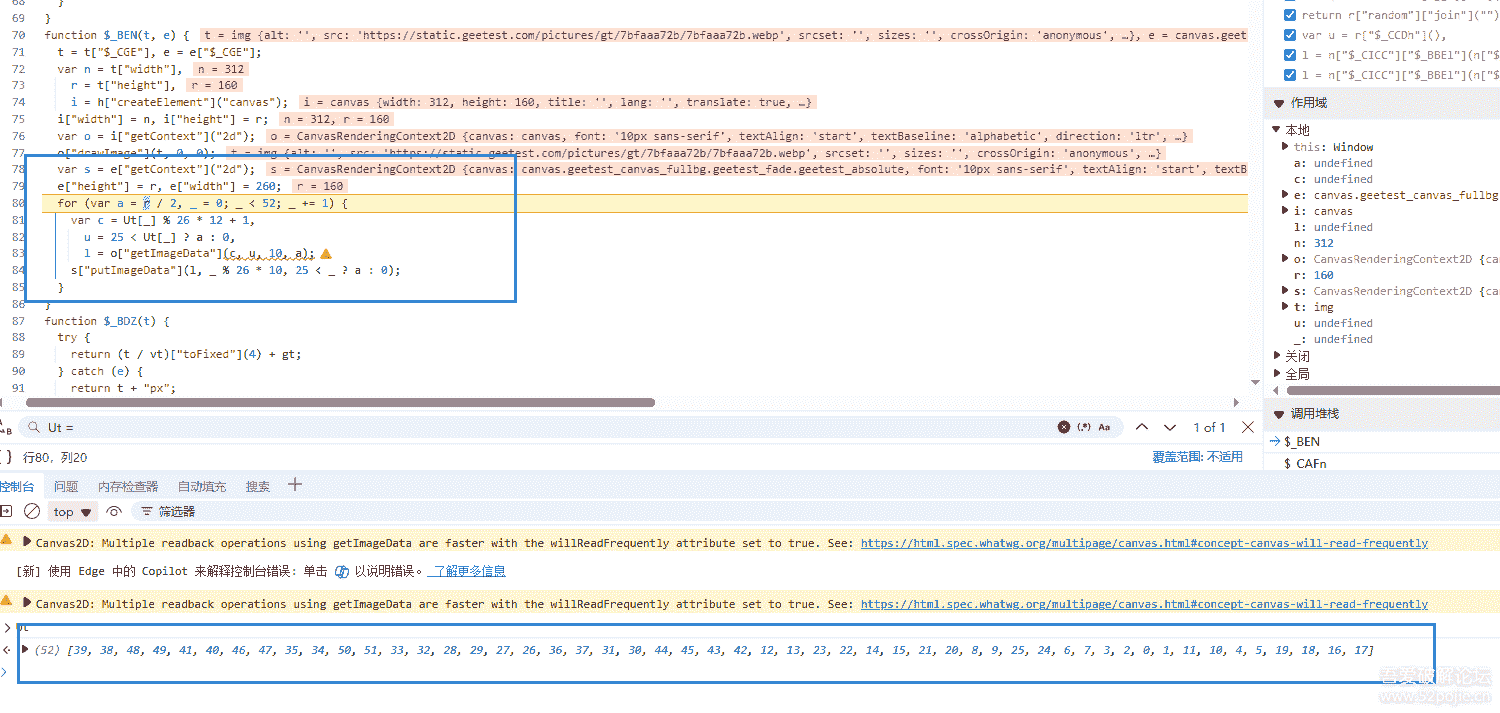 68 }
69 }
70 function $_BEN(t, e) { t = img {alt: '', src: 'https://static.geetest.com/pictures/gt/7bfaaa72b/7bfaaa72b.webp', srcset: '', sizes: '', crossOrigin: 'anonymous', …}, e = canvas.geet
71 t = t["$_CGE"], e = e["$_CGE"];
72 var n = t["width"], n = 312
73 r = t["height"], r = 160
74 i = h["createElement"]("canvas"); i = canvas {width: 312, height: 160, title: '', lang: '', translate: true, …}
75 i["width"] = n, i["height"] = r; n = 312, r = 160
76 var o = i["getContext"]("2d"); o = CanvasRenderingContext2D {canvas: canvas, font: '10px sans-serif', textAlign: 'start', textBaseline: 'alphabetic', direction: 'ltr', …}
77 o["drawImage"](t, 0, 0); t = img {alt: '', src: 'https://static.geetest.com/pictures/gt/7bfaaa72b/7bfaaa72b.webp', srcset: '', sizes: '', crossOrigin: 'anonymous', …}
78 var s = e["getContext"]("2d"); s = CanvasRenderingContext2D {canvas: canvas.geetest_canvas_fullbg.geetest_fade.geetest_absolute, font: '10px sans-serif', textAlign: 'start', textB
79 e["height"] = r, e["width"] = 260; r = 160
80 for (var a = r / 2, _ = 0; _ < 52; _ += 1) {
81 var c = Ut[_] % 26 * 12 + 1,
82 u = 25 < Ut[_] ? a : 0,
83 l = o["getImageData"](c, u, 10, a);
84 s["putImageData"](l, _ % 26 * 10, 25 < _ ? a : 0);
85 }
86 }
87 function $_BDZ(t) {
88 try {
89 return (t / vt)["toFixed"](4) + gt;
90 } catch (e) {
91 return t + "px";
return r["random"]["join"]("")
var u = r["$_CCDh"](),
l = n["$_CICC"]["$_BBEl"](n["$
l = n["$_CICC"]["$_BBEl"](n["$
作用域
本地
this: Window
a: undefined
c: undefined
e: canvas.geetest_canvas_fullbg
i: canvas
l: undefined
n: 312
o: CanvasRenderingContext2D {ca
r: 160
s: CanvasRenderingContext2D {ca
t: img
u: undefined
_: undefined
关闭
全局
调用堆栈
$_BEN
$_CAFn
Ut =
(.*) Aa
1 of 1
{ } 行80，列20
覆盖范围: 不适用
控制台 问题 内存检查器 自动填充 搜索
top 筛选器
Canvas2D: Multiple readback operations using getImageData are faster with the willReadFrequently attribute set to true. See: https://html.spec.whatwg.org/multipage/canvas.html#concept-canvas-will-read-frequently
[新] 使用 Edge 中的 Copilot 来解释控制台错误: 单击 以说明错误。 了解更多信息
Canvas2D: Multiple readback operations using getImageData are faster with the willReadFrequently attribute set to true. See: https://html.spec.whatwg.org/multipage/canvas.html#concept-canvas-will-read-frequently
Ut
(52) [39, 38, 48, 49, 41, 40, 46, 47, 35, 34, 50, 51, 33, 32, 28, 29, 27, 26, 36, 37, 31, 30, 44, 45, 43, 42, 12, 13, 23, 22, 14, 15, 21, 20, 8, 9, 25, 24, 6, 7, 3, 2, 0, 1, 11, 10, 4, 5, 19, 18, 16, 17]
吾爱破解论坛
www.52pojie.cn